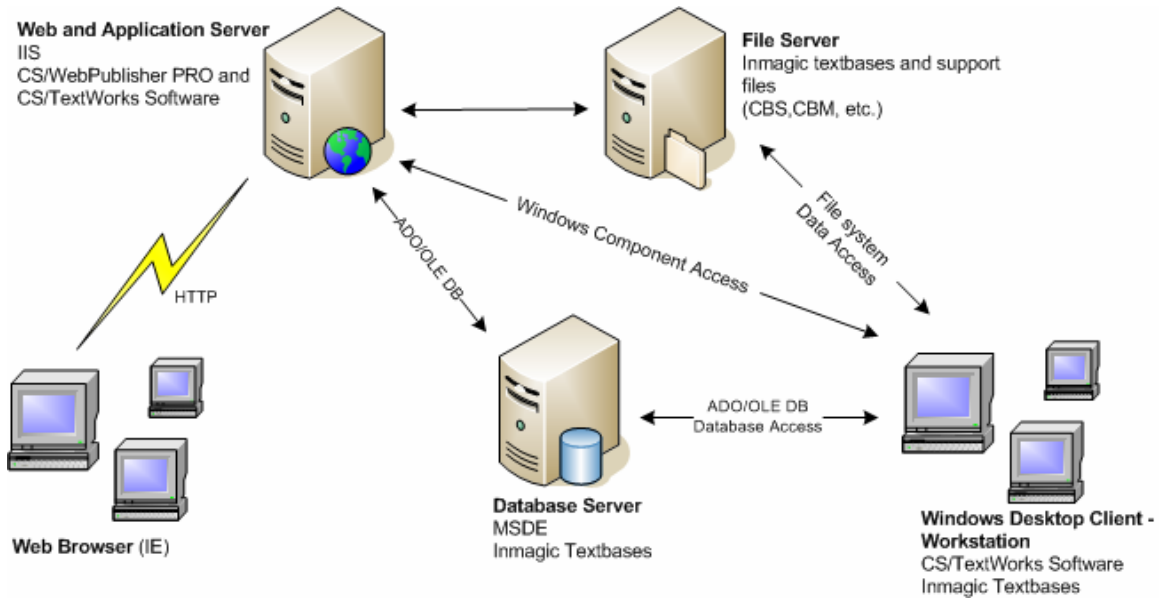 Web and Application Server
IIS
CS/WebPublisher PRO and
CS/TextWorks Software
File Server
Inmagic textbases and support
files
(CBS,CBM, etc.)
HTTP
ADO/OLE DB
Windows Component Access
File system
Data Access
ADO/OLE DB
Database Access
Web Browser (IE)
Database Server
MSDE
Inmagic Textbases
Windows Desktop Client -
Workstation
CS/TextWorks Software
Inmagic Textbases